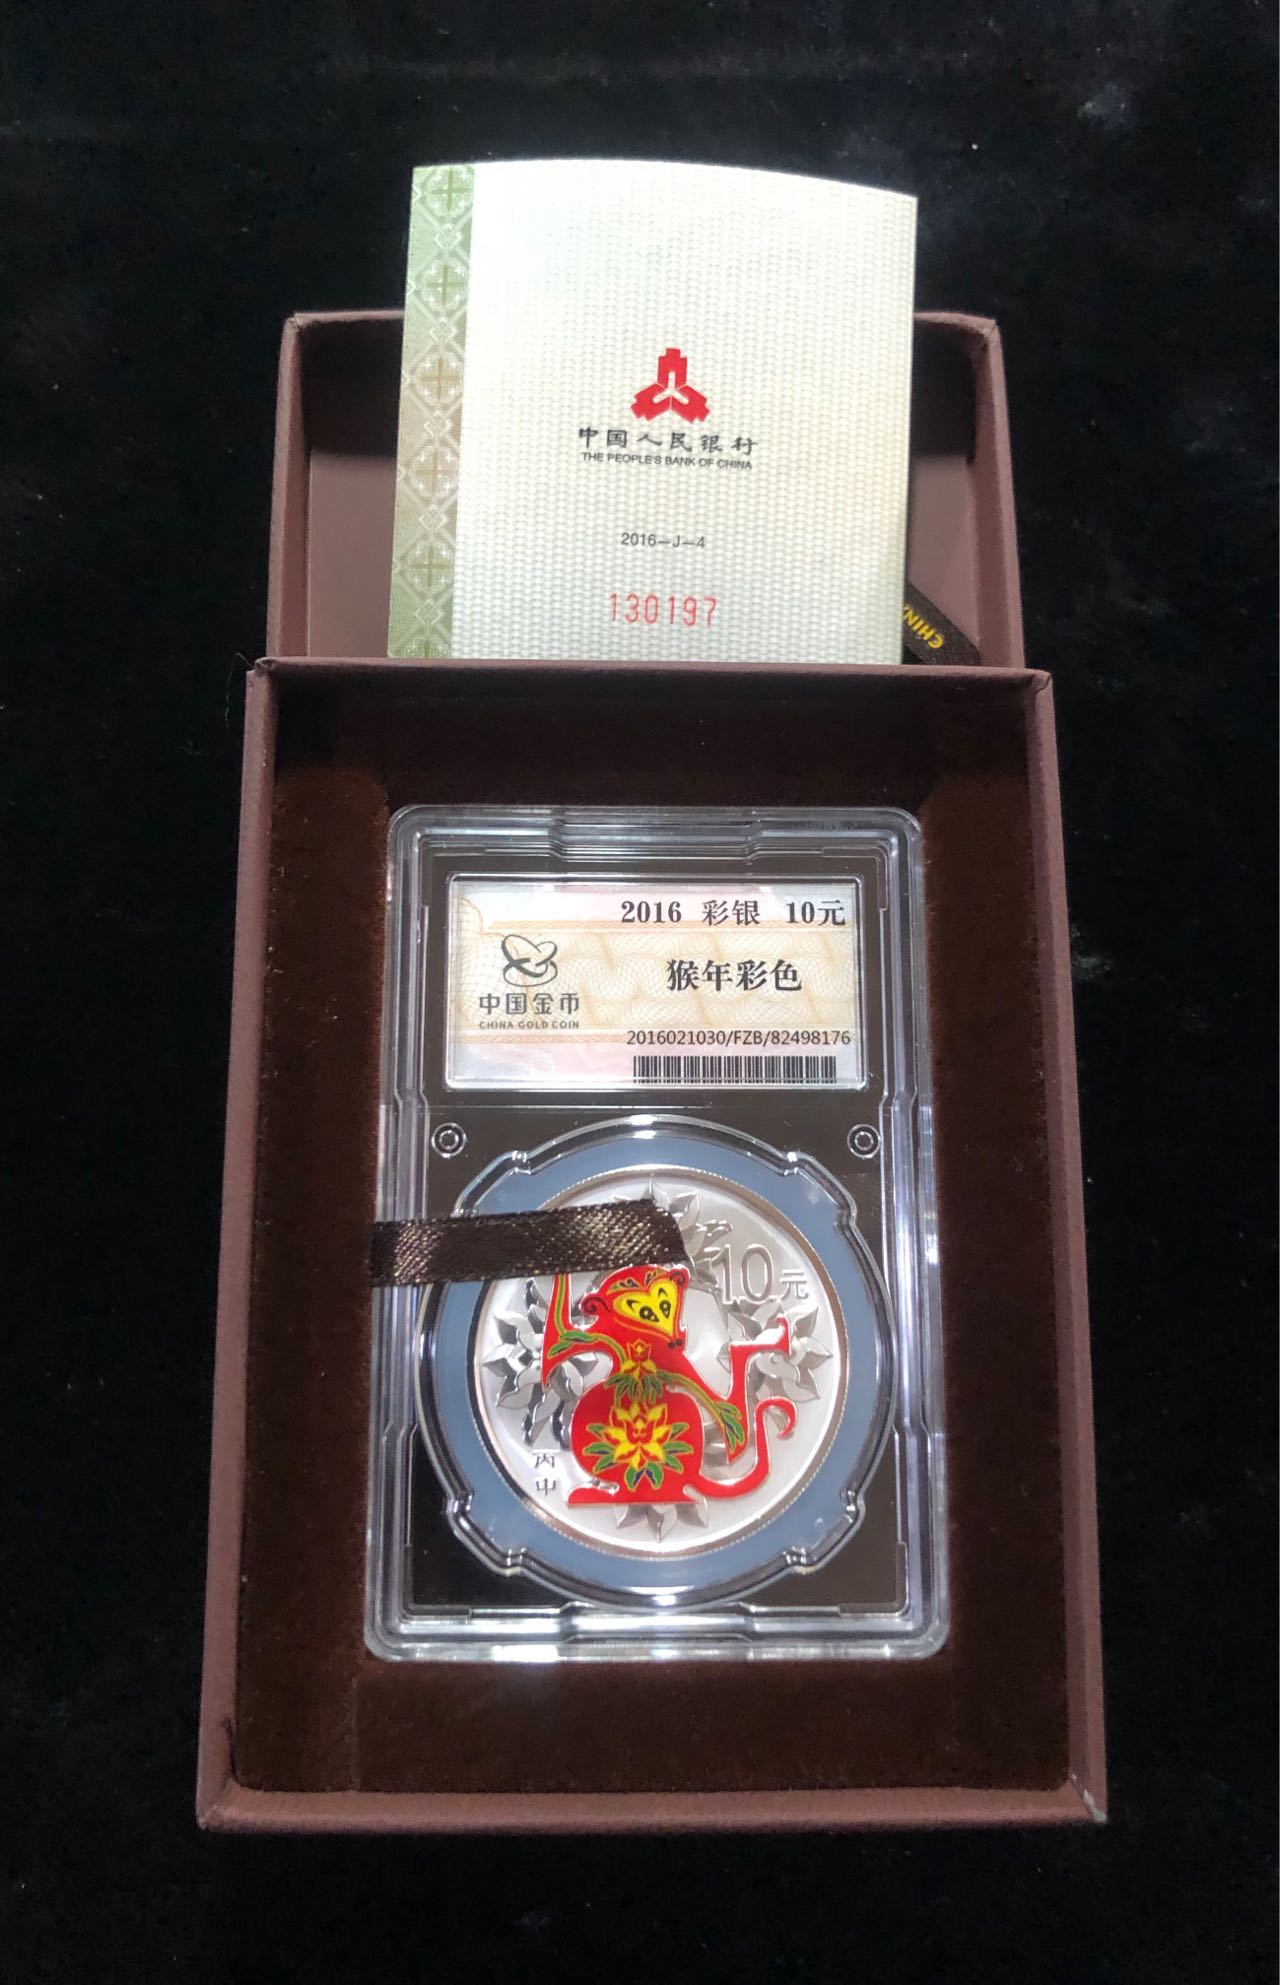 中国人民银行
THE PEOPLE'S BANK OF CHINA
2016-J-4
130197
CHIN
2016 彩银 10元
猴年彩色
中国金币
CHINA GOLD COIN
2016021030/FZB/82498176
10元
丙申